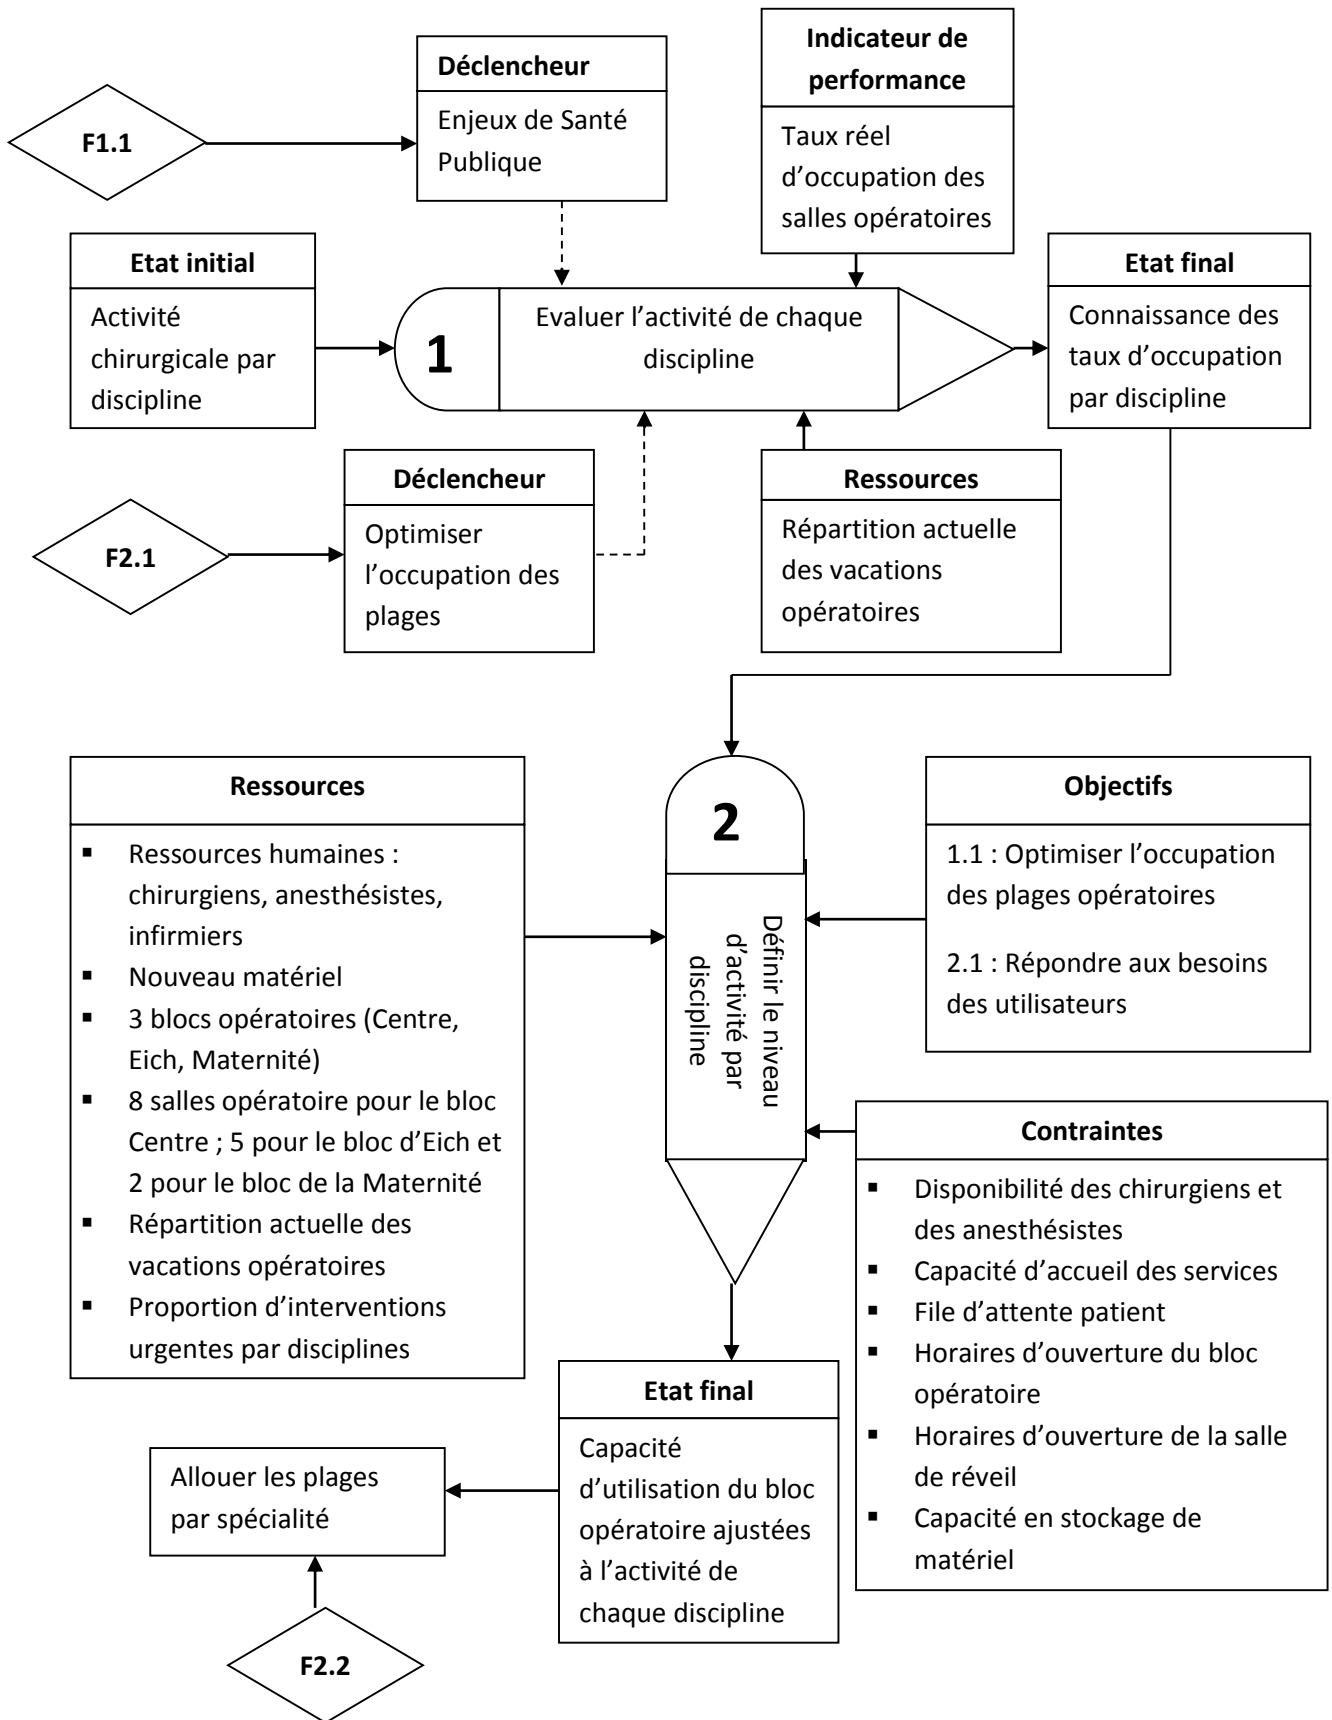 Indicateur de
performance
Taux réel
d'occupation des
salles opératoires
Déclencheur
Enjeux de Santé
Publique
F1.1
Etat initial
Activité
chirurgicale par
discipline
1
Evaluer l'activité de chaque
discipline
Etat final
Connaissance des
taux d'occupation
par discipline
Déclencheur
Optimiser
l'occupation des
plages
F2.1
Ressources
Répartition actuelle
des vacations
opératoires
Ressources
▪ Ressources humaines :
chirurgiens, anesthésistes,
infirmiers
▪ Nouveau matériel
▪ 3 blocs opératoires (Centre,
Eich, Maternité)
▪ 8 salles opératoire pour le bloc
Centre ; 5 pour le bloc d'Eich et
2 pour le bloc de la Maternité
▪ Répartition actuelle des
vacations opératoires
▪ Proportion d'interventions
urgentes par disciplines
2
Définir le niveau
d'activité par
discipline
Objectifs
1.1 : Optimiser l'occupation
des plages opératoires
2.1 : Répondre aux besoins
des utilisateurs
Contraintes
▪ Disponibilité des chirurgiens et
des anesthésistes
▪ Capacité d'accueil des services
▪ File d'attente patient
▪ Horaires d'ouverture du bloc
opératoire
▪ Horaires d'ouverture de la salle
de réveil
▪ Capacité en stockage de
matériel
Etat final
Capacité
d'utilisation du bloc
opératoire ajustées
à l'activité de
chaque discipline
Allouer les plages
par spécialité
F2.2